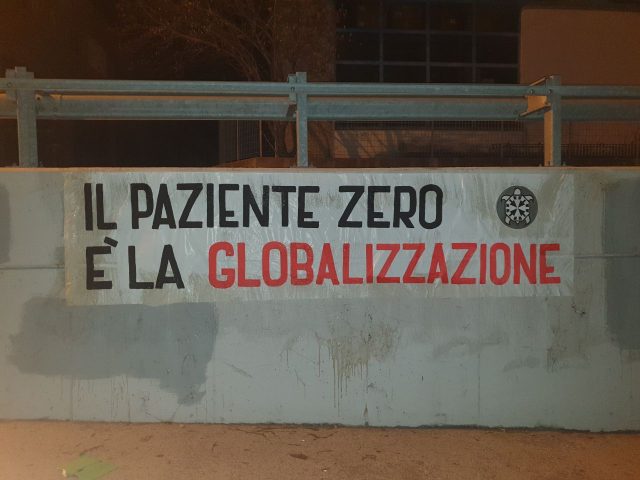 IL PAZIENTE ZERO
È LA GLOBALIZZAZIONE